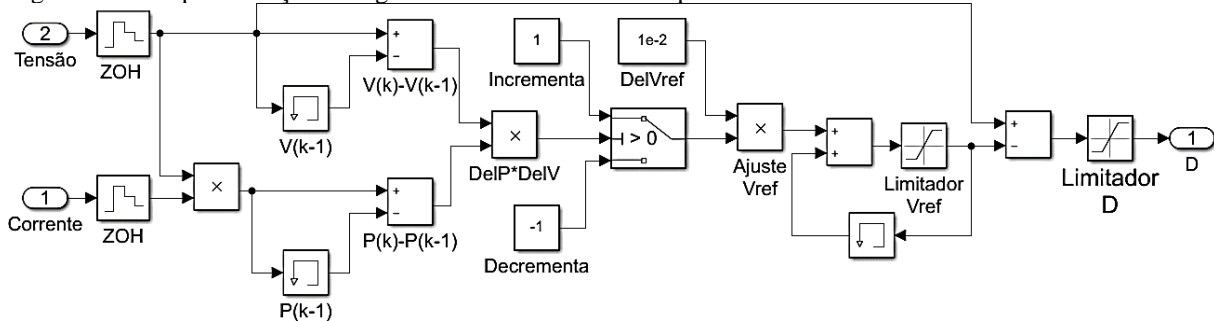 2
Tensão
ZOH
V(k-1)
+
−
V(k)-V(k-1)
1
Incrementa
1e-2
DelVref
×
DelP*DelV
> 0
×
Ajuste
Vref
+
+
Limitador
Vref
+
−
Limitador
D
1
D
1
Corrente
ZOH
×
+
−
P(k)-P(k-1)
P(k-1)
-1
Decrementa